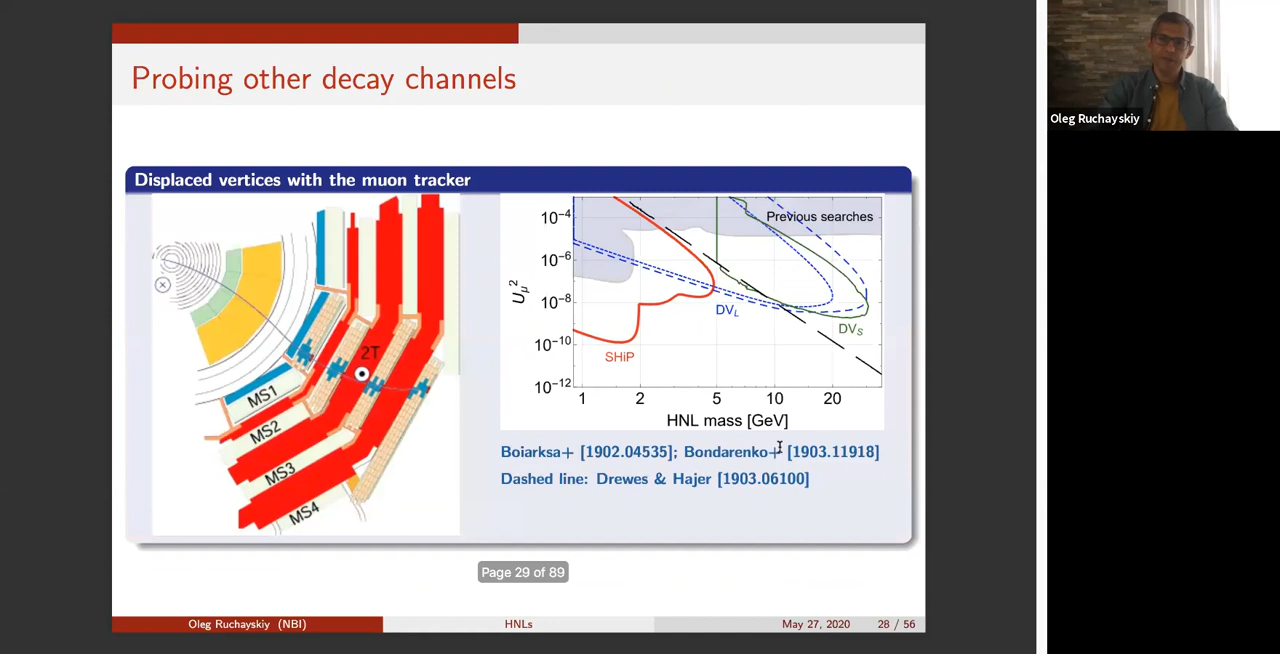 Probing other decay channels
Displaced vertices with the muon tracker
2T
MS1
MS2
MS3
MS4
10⁻⁴
10⁻⁶
10⁻⁸
10⁻¹⁰
10⁻¹²
Uμ²
Previous searches
DV_L
DV_S
SHiP
1 2 5 10 20
HNL mass [GeV]
Boiarksa+ [1902.04535]; Bondarenko+ [1903.11918]
Dashed line: Drewes & Hajer [1903.06100]
Page 29 of 89
Oleg Ruchayskiy (NBI) HNLs May 27, 2020 28 / 56
Oleg Ruchayskiy